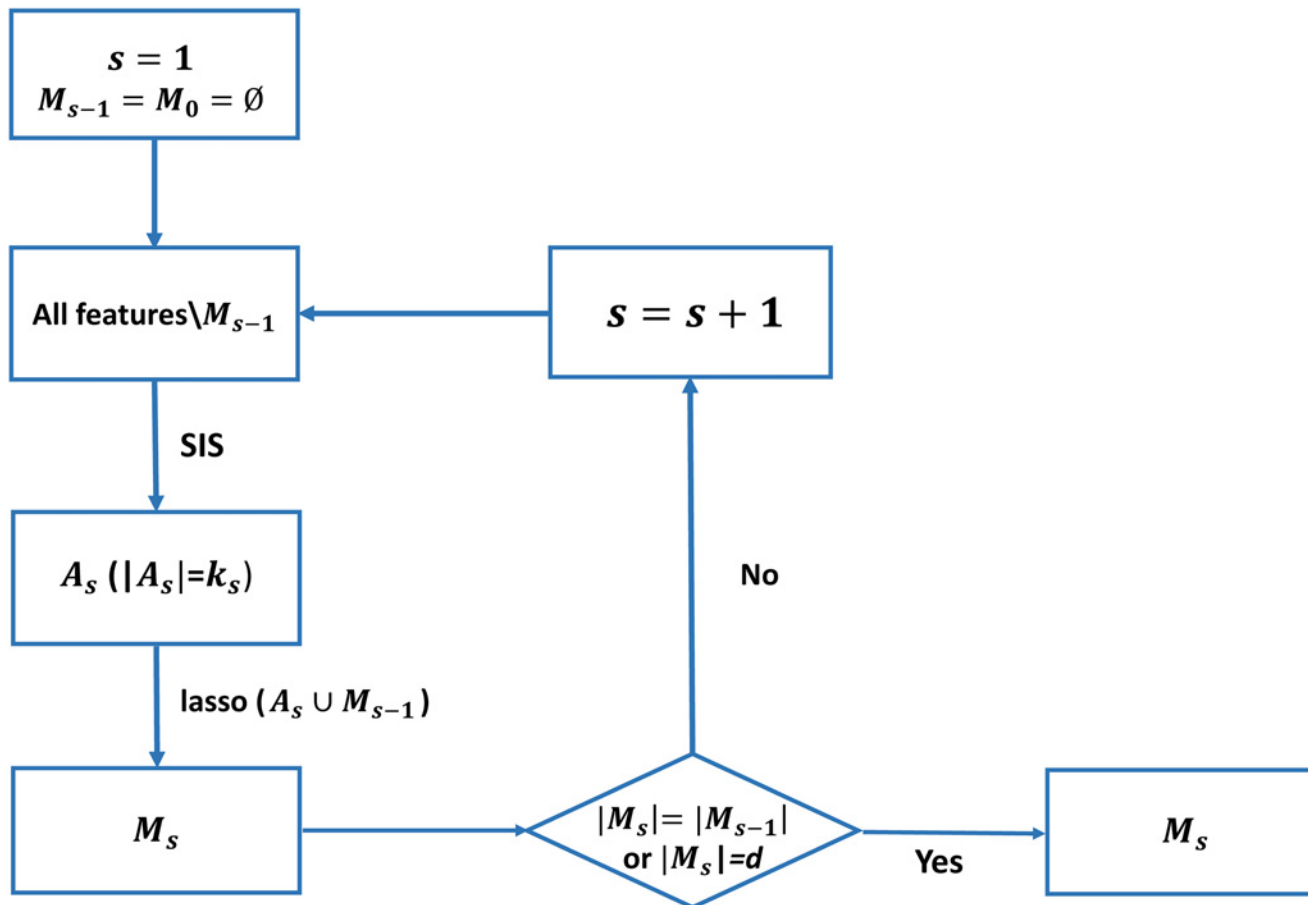 s = 1
M_{s−1} = M_0 = ∅
All features\M_{s−1}
s = s + 1
SIS
A_s (|A_s|=k_s)
No
lasso (A_s ∪ M_{s−1})
M_s
|M_s|= |M_{s−1}|
or |M_s|=d
Yes
M_s